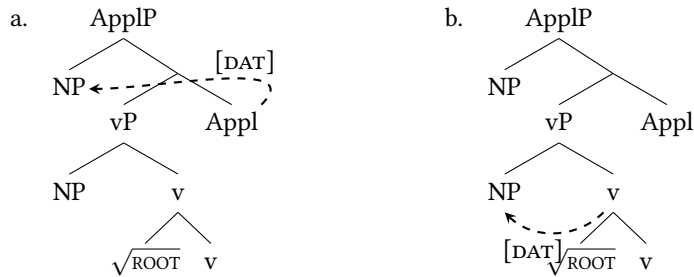 a. ApplP b. ApplP
[DAT]
NP NP
vP Appl vP Appl
NP v NP v
[DAT]
√ROOT v √ROOT v